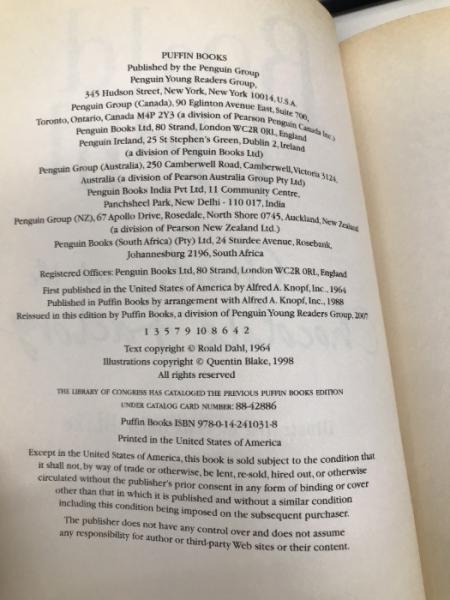 PUFFIN BOOKS
Published by the Penguin Group
Penguin Young Readers Group,
345 Hudson Street, New York, New York 10014, U.S.A.
Penguin Group (Canada), 90 Eglinton Avenue East, Suite 700,
Toronto, Ontario, Canada M4P 2Y3 (a division of Pearson Penguin Canada Inc.)
Penguin Books Ltd, 80 Strand, London WC2R 0RL, England
Penguin Ireland, 25 St Stephen's Green, Dublin 2, Ireland
(a division of Penguin Books Ltd)
Penguin Group (Australia), 250 Camberwell Road, Camberwell, Victoria 3124,
Australia (a division of Pearson Australia Group Pty Ltd)
Penguin Books India Pvt Ltd, 11 Community Centre,
Panchsheel Park, New Delhi - 110 017, India
Penguin Group (NZ), 67 Apollo Drive, Rosedale, North Shore 0745, Auckland, New Zealand
(a division of Pearson New Zealand Ltd.)
Penguin Books (South Africa) (Pty) Ltd, 24 Sturdee Avenue, Rosebank,
Johannesburg 2196, South Africa
Registered Offices: Penguin Books Ltd, 80 Strand, London WC2R 0RL, England
First published in the United States of America by Alfred A. Knopf, Inc., 1964
Published in Puffin Books by arrangement with Alfred A. Knopf, Inc., 1988
Reissued in this edition by Puffin Books, a division of Penguin Young Readers Group, 2007
1 3 5 7 9 10 8 6 4 2
Text copyright © Roald Dahl, 1964
Illustrations copyright © Quentin Blake, 1998
All rights reserved
THE LIBRARY OF CONGRESS HAS CATALOGED THE PREVIOUS PUFFIN BOOKS EDITION
UNDER CATALOG CARD NUMBER: 88-42886
Puffin Books ISBN 978-0-14-241031-8
Printed in the United States of America
Except in the United States of America, this book is sold subject to the condition that
it shall not, by way of trade or otherwise, be lent, re-sold, hired out, or otherwise
circulated without the publisher's prior consent in any form of binding or cover
other than that in which it is published and without a similar condition
including this condition being imposed on the subsequent purchaser.
The publisher does not have any control over and does not assume
any responsibility for author or third-party Web sites or their content.